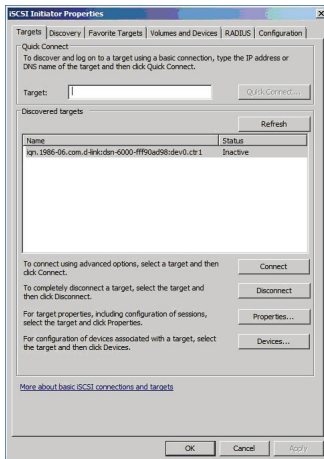 iSCSI Initiator Properties
Targets Discovery Favorite Targets Volumes and Devices RADIUS Configuration
Quick Connect
To discover and log on to a target using a basic connection, type the IP address or
DNS name of the target and then click Quick Connect.
Target:
Quick Connect...
Discovered targets
Refresh
Name Status
iqn.1986-06.com.d-link:dsn-6000-fff90ad98:dev0.ctr1 Inactive
To connect using advanced options, select a target and then
click Connect.
Connect
To completely disconnect a target, select the target and
then click Disconnect.
Disconnect
For target properties, including configuration of sessions,
select the target and click Properties.
Properties...
For configuration of devices associated with a target, select
the target and then click Devices.
Devices...
More about basic iSCSI connections and targets
OK Cancel Apply